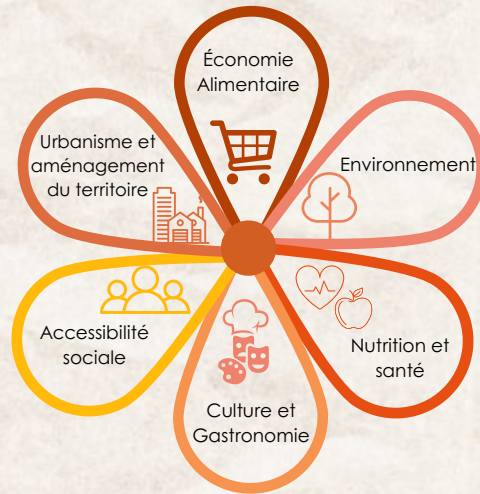 Économie
Alimentaire
Urbanisme et
aménagement
du territoire
Environnement
Accessibilité
sociale
Nutrition et
santé
Culture et
Gastronomie